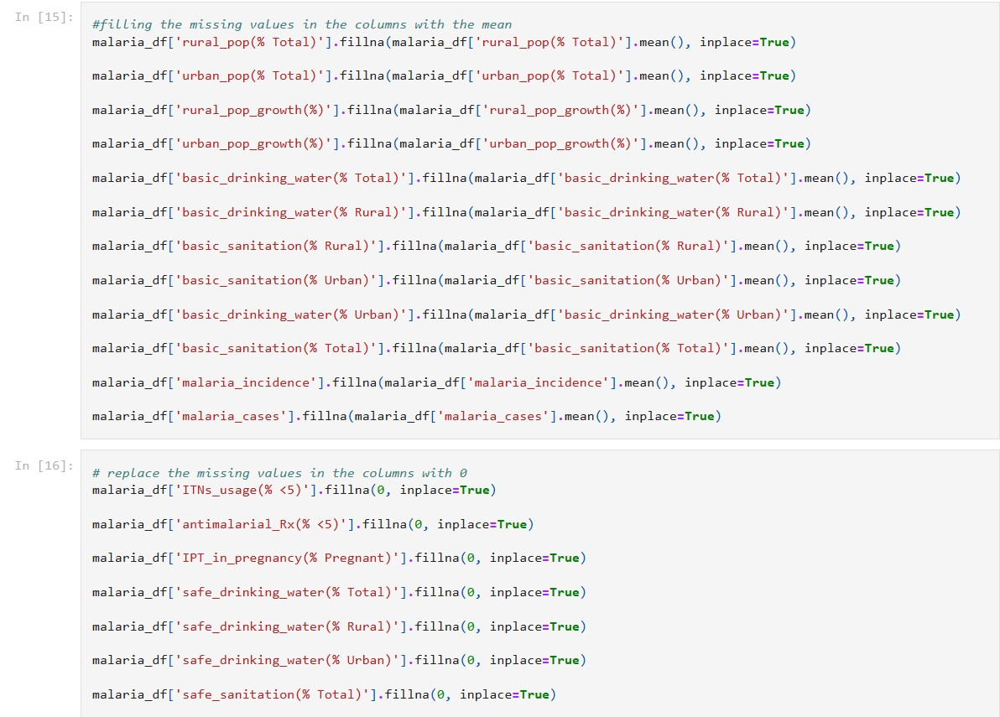 In [15]:
#filling the missing values in the columns with the mean
malaria_df['rural_pop(% Total)'].fillna(malaria_df['rural_pop(% Total)'].mean(), inplace=True)
malaria_df['urban_pop(% Total)'].fillna(malaria_df['urban_pop(% Total)'].mean(), inplace=True)
malaria_df['rural_pop_growth(%)'].fillna(malaria_df['rural_pop_growth(%)'].mean(), inplace=True)
malaria_df['urban_pop_growth(%)'].fillna(malaria_df['urban_pop_growth(%)'].mean(), inplace=True)
malaria_df['basic_drinking_water(% Total)'].fillna(malaria_df['basic_drinking_water(% Total)'].mean(), inplace=True)
malaria_df['basic_drinking_water(% Rural)'].fillna(malaria_df['basic_drinking_water(% Rural)'].mean(), inplace=True)
malaria_df['basic_sanitation(% Rural)'].fillna(malaria_df['basic_sanitation(% Rural)'].mean(), inplace=True)
malaria_df['basic_sanitation(% Urban)'].fillna(malaria_df['basic_sanitation(% Urban)'].mean(), inplace=True)
malaria_df['basic_drinking_water(% Urban)'].fillna(malaria_df['basic_drinking_water(% Urban)'].mean(), inplace=True)
malaria_df['basic_sanitation(% Total)'].fillna(malaria_df['basic_sanitation(% Total)'].mean(), inplace=True)
malaria_df['malaria_incidence'].fillna(malaria_df['malaria_incidence'].mean(), inplace=True)
malaria_df['malaria_cases'].fillna(malaria_df['malaria_cases'].mean(), inplace=True)
In [16]:
# replace the missing values in the columns with 0
malaria_df['ITNs_usage(% <5)'].fillna(0, inplace=True)
malaria_df['antimalarial_Rx(% <5)'].fillna(0, inplace=True)
malaria_df['IPT_in_pregnancy(% Pregnant)'].fillna(0, inplace=True)
malaria_df['safe_drinking_water(% Total)'].fillna(0, inplace=True)
malaria_df['safe_drinking_water(% Rural)'].fillna(0, inplace=True)
malaria_df['safe_drinking_water(% Urban)'].fillna(0, inplace=True)
malaria_df['safe_sanitation(% Total)'].fillna(0, inplace=True)